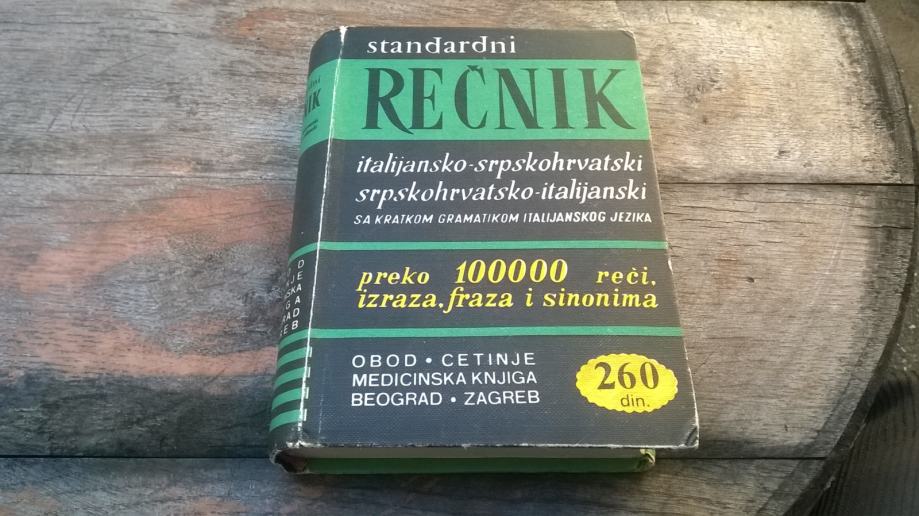 standardni
REČNIK
italijansko-srpskohrvatski
srpskohrvatsko-italijanski
SA KRATKOM GRAMATIKOM ITALIJANSKOG JEZIKA
preko 100000 reči,
izraza, fraza i sinonima
OBOD • CETINJE
MEDICINSKA KNJIGA
BEOGRAD • ZAGREB
260
din.